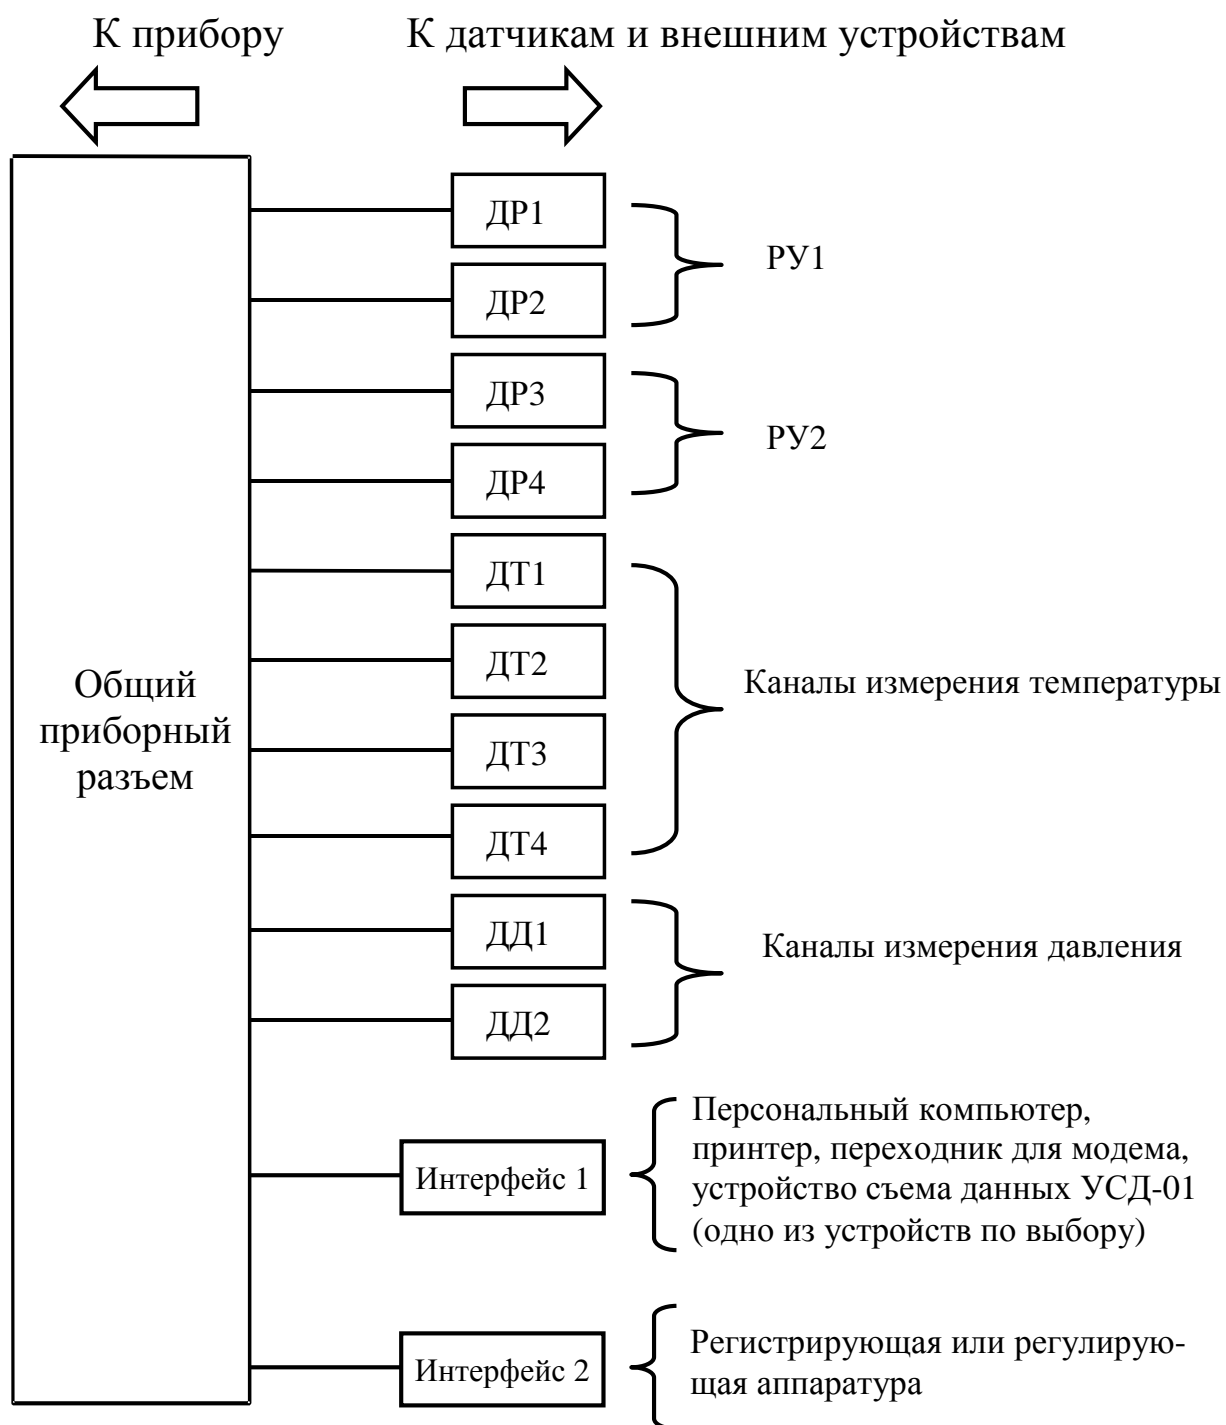 К прибору
К датчикам и внешним устройствам
ДР1
ДР2
РУ1
ДР3
ДР4
РУ2
ДТ1
ДТ2
ДТ3
ДТ4
Каналы измерения температуры
Общий
приборный
разъем
ДД1
ДД2
Каналы измерения давления
Интерфейс 1
Персональный компьютер,
принтер, переходник для модема,
устройство съема данных УСД-01
(одно из устройств по выбору)
Интерфейс 2
Регистрирующая или регулирую-
щая аппаратура